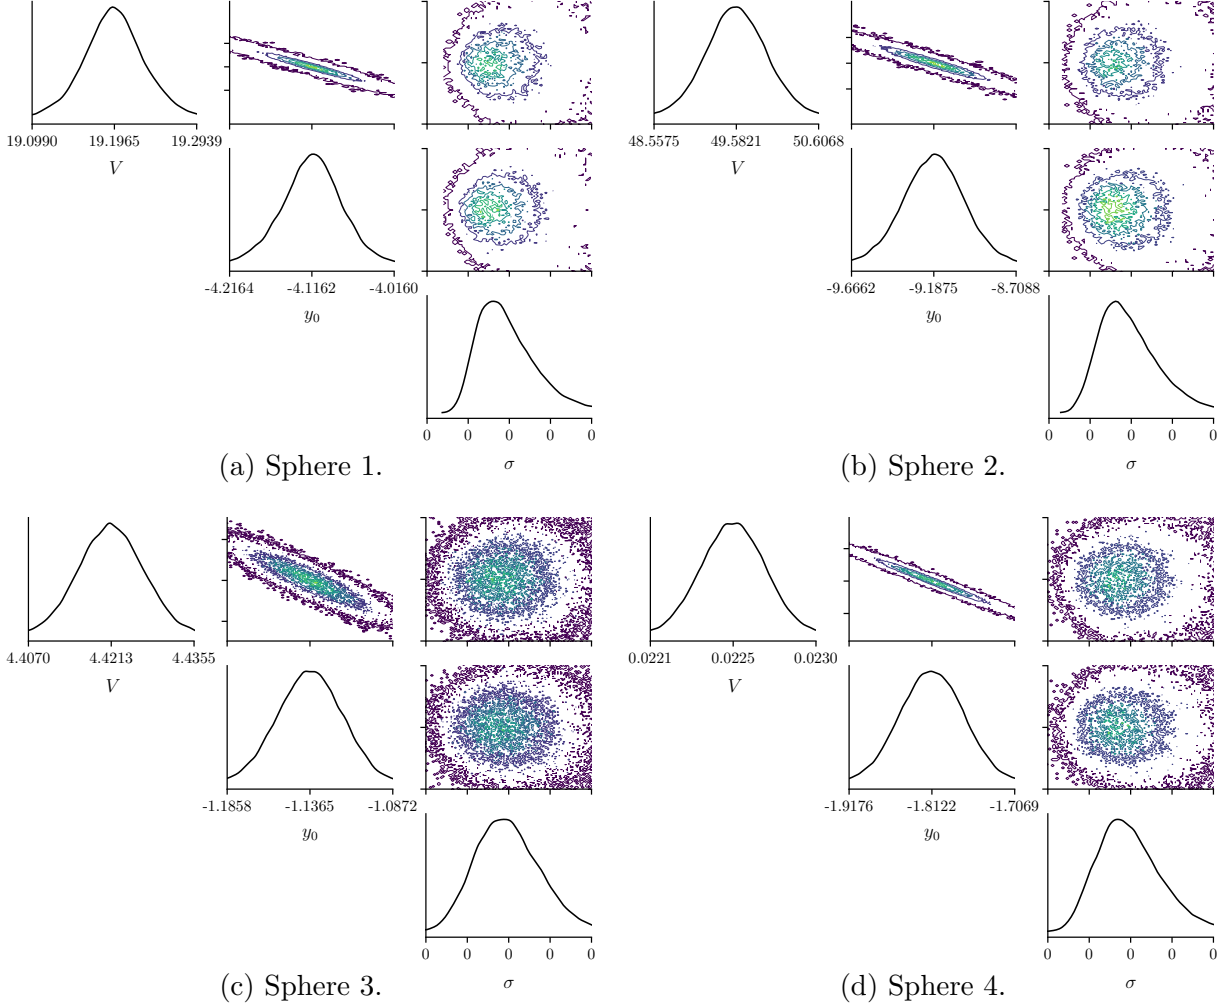 19.0990 19.1965 19.2939
V
-4.2164 -4.1162 -4.0160
y₀
0 0 0 0 0
σ
(a) Sphere 1.
48.5575 49.5821 50.6068
V
-9.6662 -9.1875 -8.7088
y₀
0 0 0 0 0
σ
(b) Sphere 2.
4.4070 4.4213 4.4355
V
-1.1858 -1.1365 -1.0872
y₀
0 0 0 0 0
σ
(c) Sphere 3.
0.0221 0.0225 0.0230
V
-1.9176 -1.8122 -1.7069
y₀
0 0 0 0 0
σ
(d) Sphere 4.